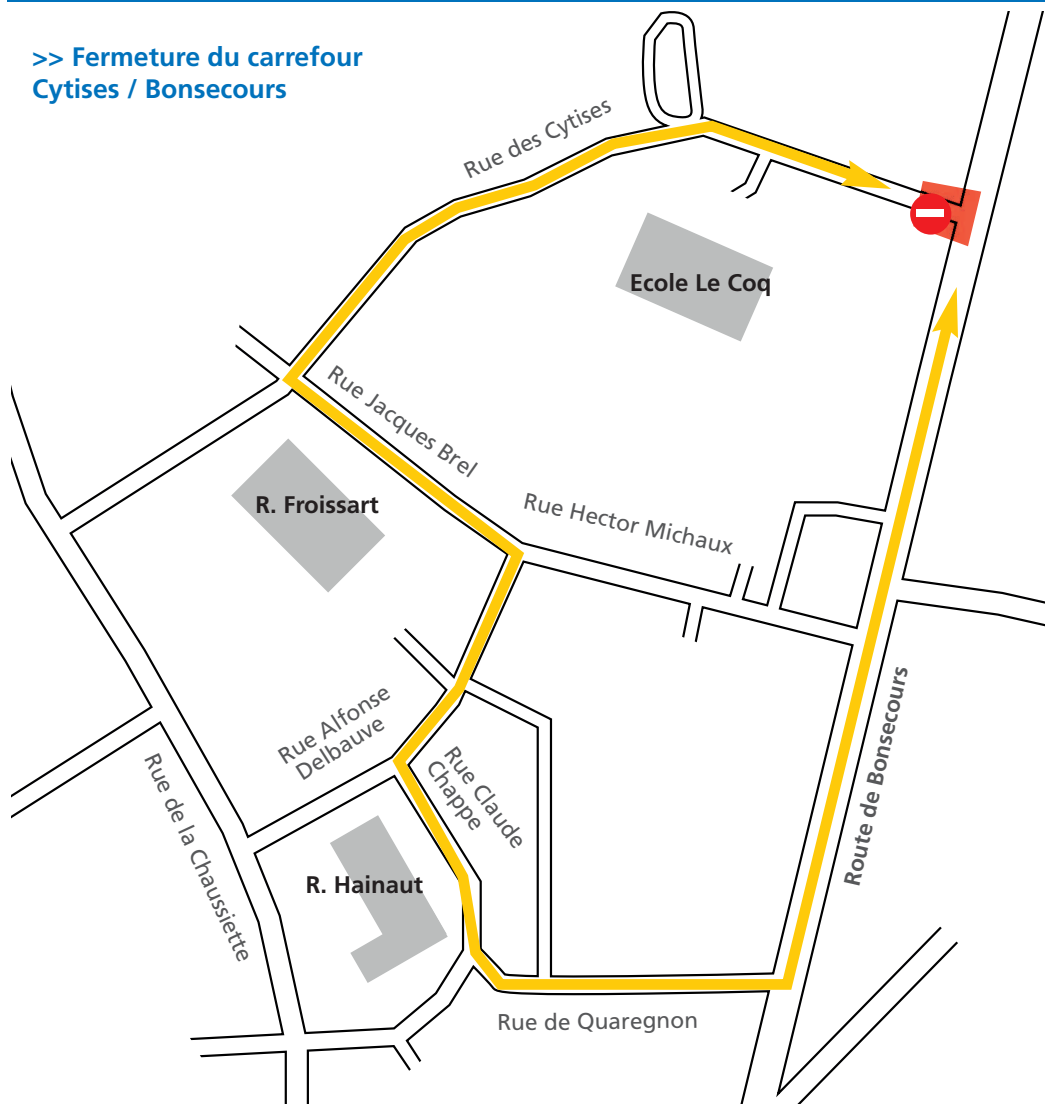 >> Fermeture du carrefour
Cytises / Bonsecours
Rue des Cytises
Ecole Le Coq
Rue Jacques Brel
R. Froissart
Rue Hector Michaux
Rue Alfonse
Delbauve
Rue Claude
Chappe
Route de Bonsecours
Rue de la Chaussiette
R. Hainaut
Rue de Quaregnon